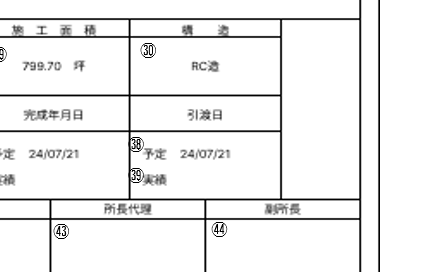 施工面積 構造
799.70 坪 ㉚ RC造
完成年月日 引渡日
予定 24/07/21 ㊳予定 24/07/21
実績 ㊴実績
所長代理 副所長
㊸ ㊹